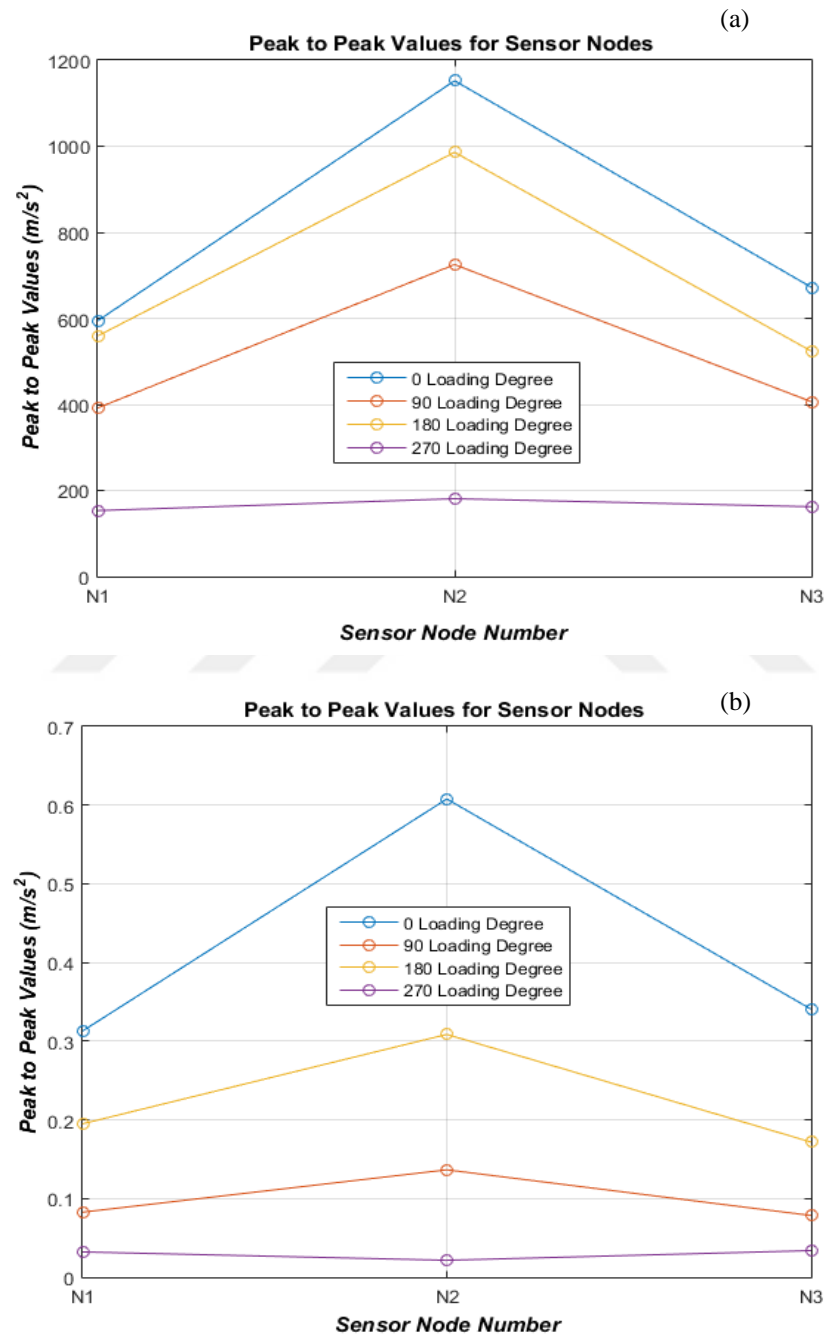 (a)
Peak to Peak Values for Sensor Nodes
1200
1000
800
600
400
200
0
Peak to Peak Values (m/s²)
0 Loading Degree
90 Loading Degree
180 Loading Degree
270 Loading Degree
N1 N2 N3
Sensor Node Number
(b)
Peak to Peak Values for Sensor Nodes
0.7
0.6
0.5
0.4
0.3
0.2
0.1
0
Peak to Peak Values (m/s²)
0 Loading Degree
90 Loading Degree
180 Loading Degree
270 Loading Degree
N1 N2 N3
Sensor Node Number